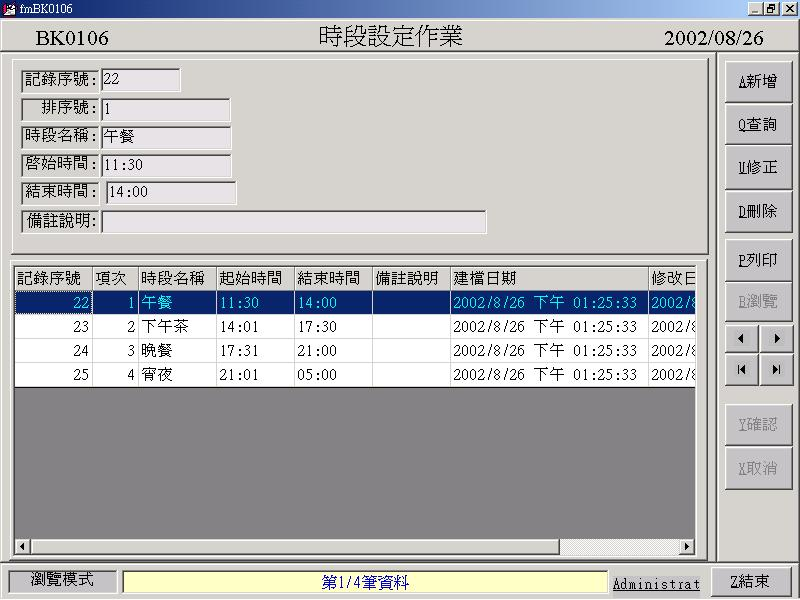 fmBK0106
BK0106 時段設定作業 2002/08/26
記錄序號: 22
排序號: 1
時段名稱: 午餐
啓始時間: 11:30
結束時間: 14:00
備註說明:
A新增
Q查詢
U修正
D刪除
P列印
B瀏覽
Y確認
X取消
記錄序號 項次 時段名稱 起始時間 結束時間 備註說明 建檔日期 修改日
22 1 午餐 11:30 14:00 2002/8/26 下午 01:25:33 2002/8
23 2 下午茶 14:01 17:30 2002/8/26 下午 01:25:33 2002/8
24 3 晚餐 17:31 21:00 2002/8/26 下午 01:25:33 2002/8
25 4 宵夜 21:01 05:00 2002/8/26 下午 01:25:33 2002/8
瀏覽模式 第1/4筆資料 Administrat Z結束